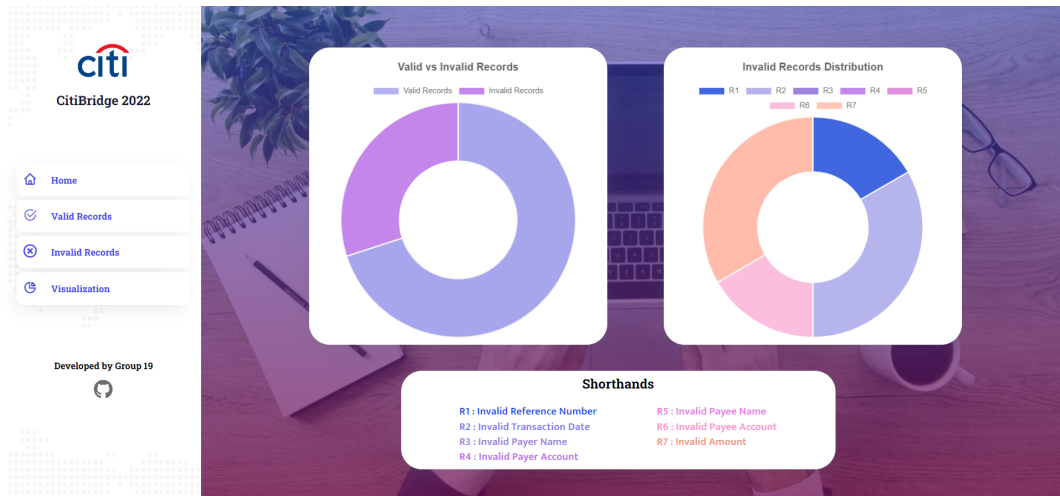 citi
CitiBridge 2022
Home
Valid Records
Invalid Records
Visualization
Developed by Group 19
Valid vs Invalid Records
Valid Records Invalid Records
Invalid Records Distribution
R1 R2 R3 R4 R5
R6 R7
Shorthands
R1 : Invalid Reference Number
R2 : Invalid Transaction Date
R3 : Invalid Payer Name
R4 : Invalid Payer Account
R5 : Invalid Payee Name
R6 : Invalid Payee Account
R7 : Invalid Amount